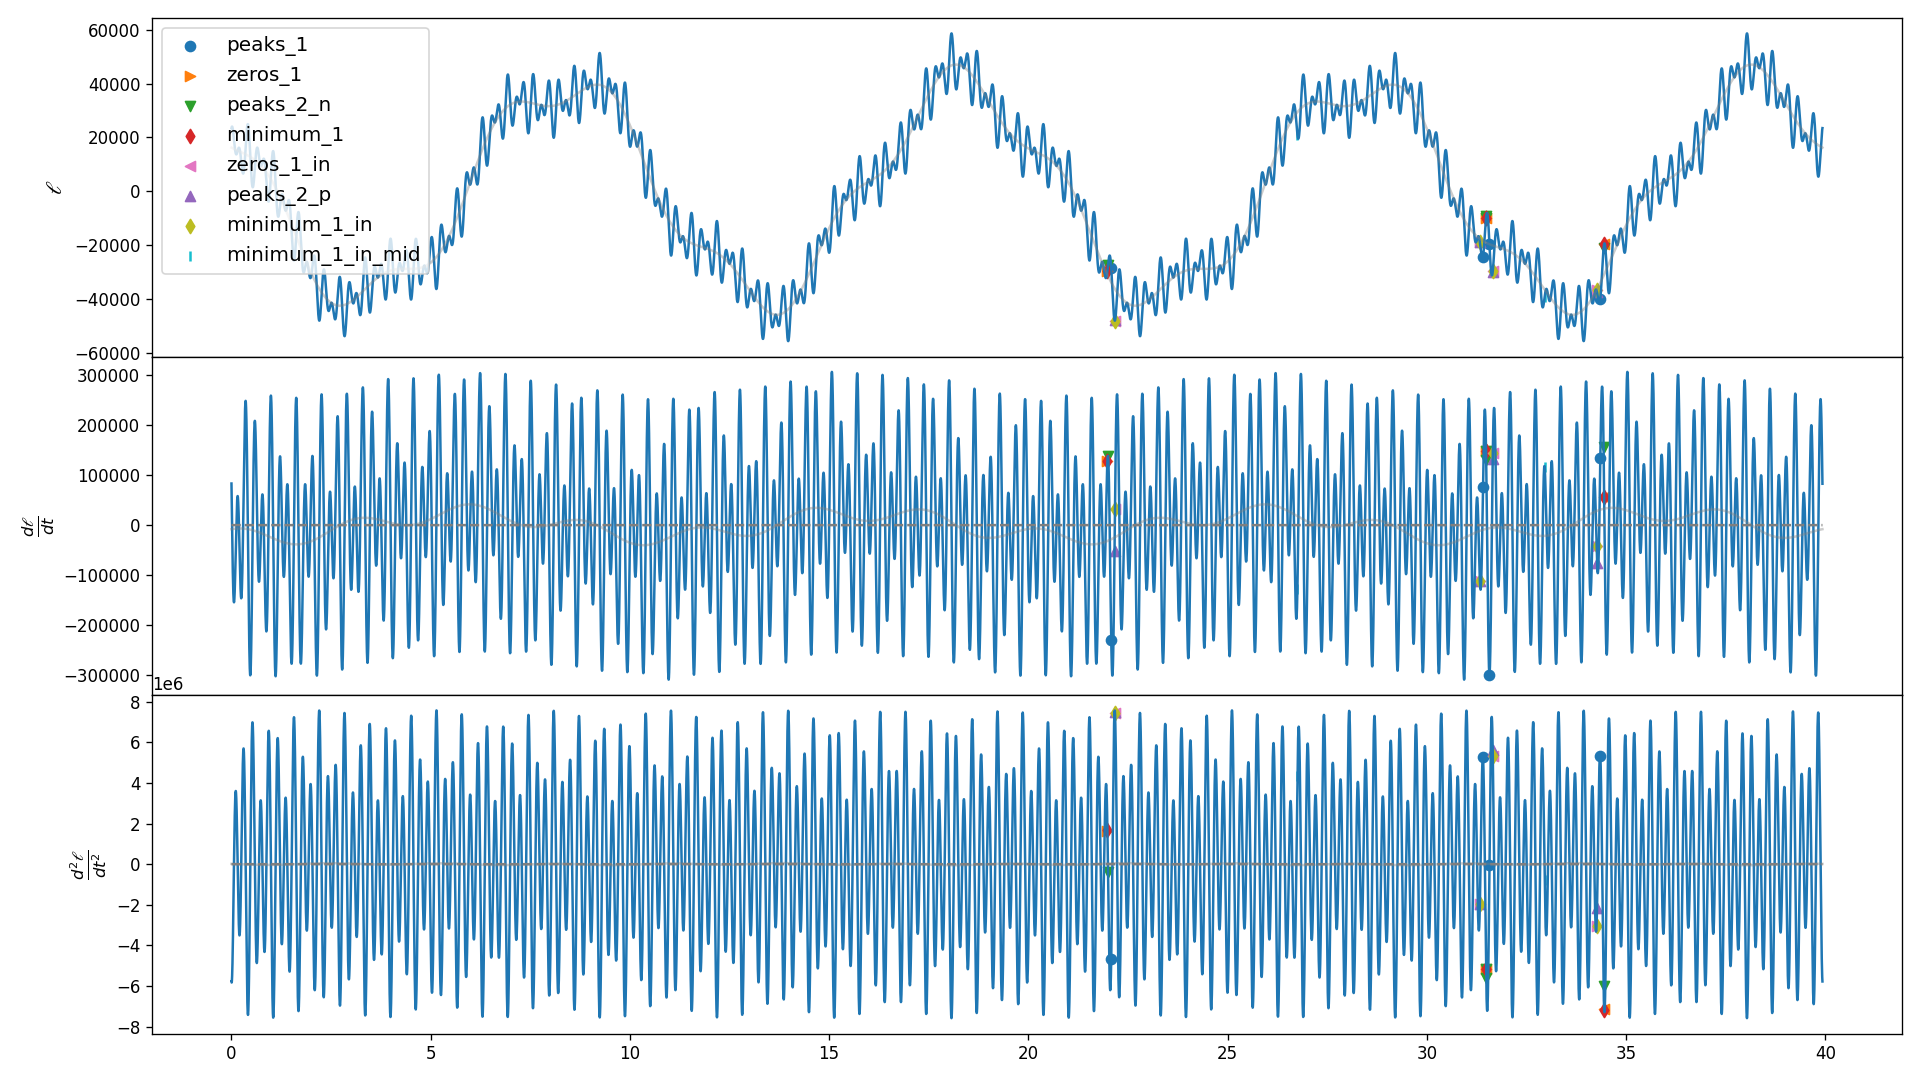 60000
40000
20000
0
−20000
−40000
−60000
ℓ
peaks_1
zeros_1
peaks_2_n
minimum_1
zeros_1_in
peaks_2_p
minimum_1_in
minimum_1_in_mid
300000
200000
100000
0
−100000
−200000
−300000
dℓ
dt
1e6
8
6
4
2
0
−2
−4
−6
−8
d²ℓ
dt²
0 5 10 15 20 25 30 35 40